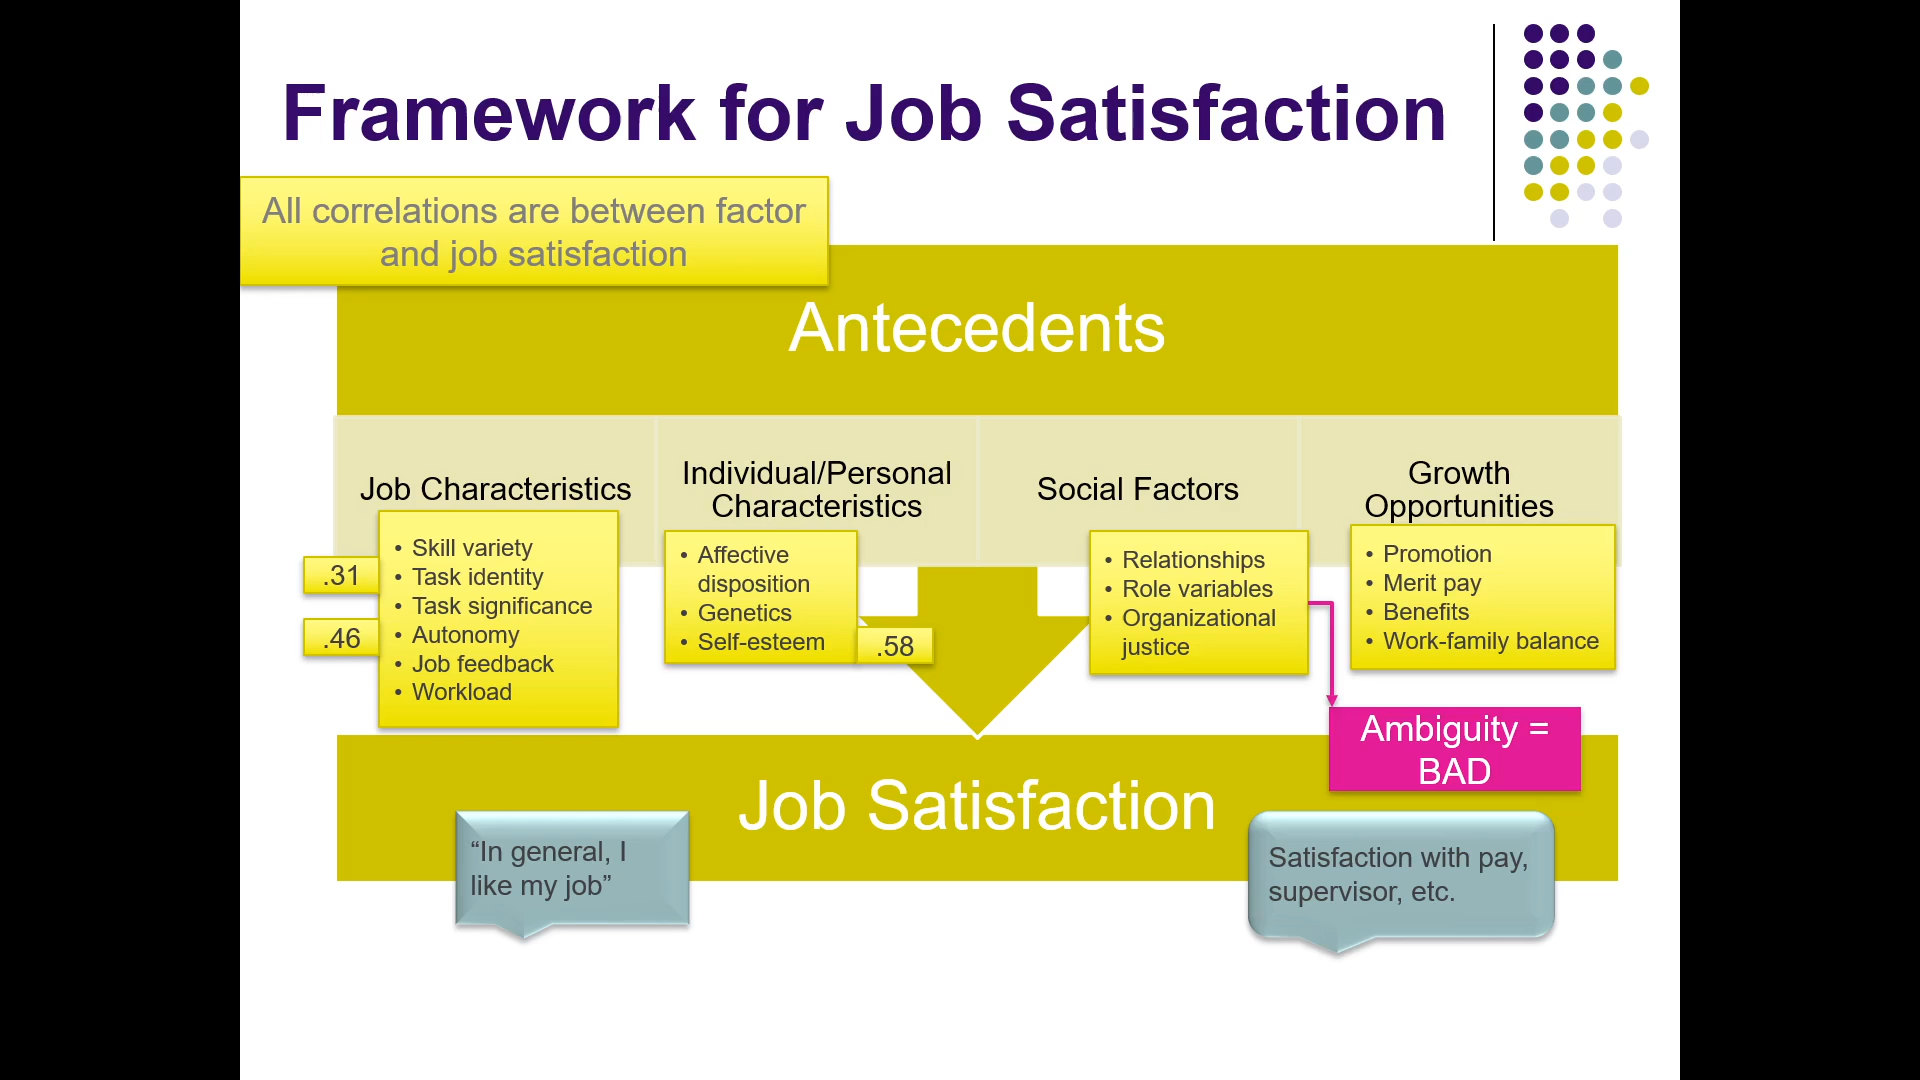 Framework for Job Satisfaction
All correlations are between factor
and job satisfaction
Antecedents
Job Characteristics
• Skill variety
• Task identity
• Task significance
• Autonomy
• Job feedback
• Workload
.31
.46
Individual/Personal
Characteristics
• Affective
disposition
• Genetics
• Self-esteem
.58
Social Factors
• Relationships
• Role variables
• Organizational
justice
Growth
Opportunities
• Promotion
• Merit pay
• Benefits
• Work-family balance
Ambiguity =
BAD
Job Satisfaction
“In general, I
like my job”
Satisfaction with pay,
supervisor, etc.